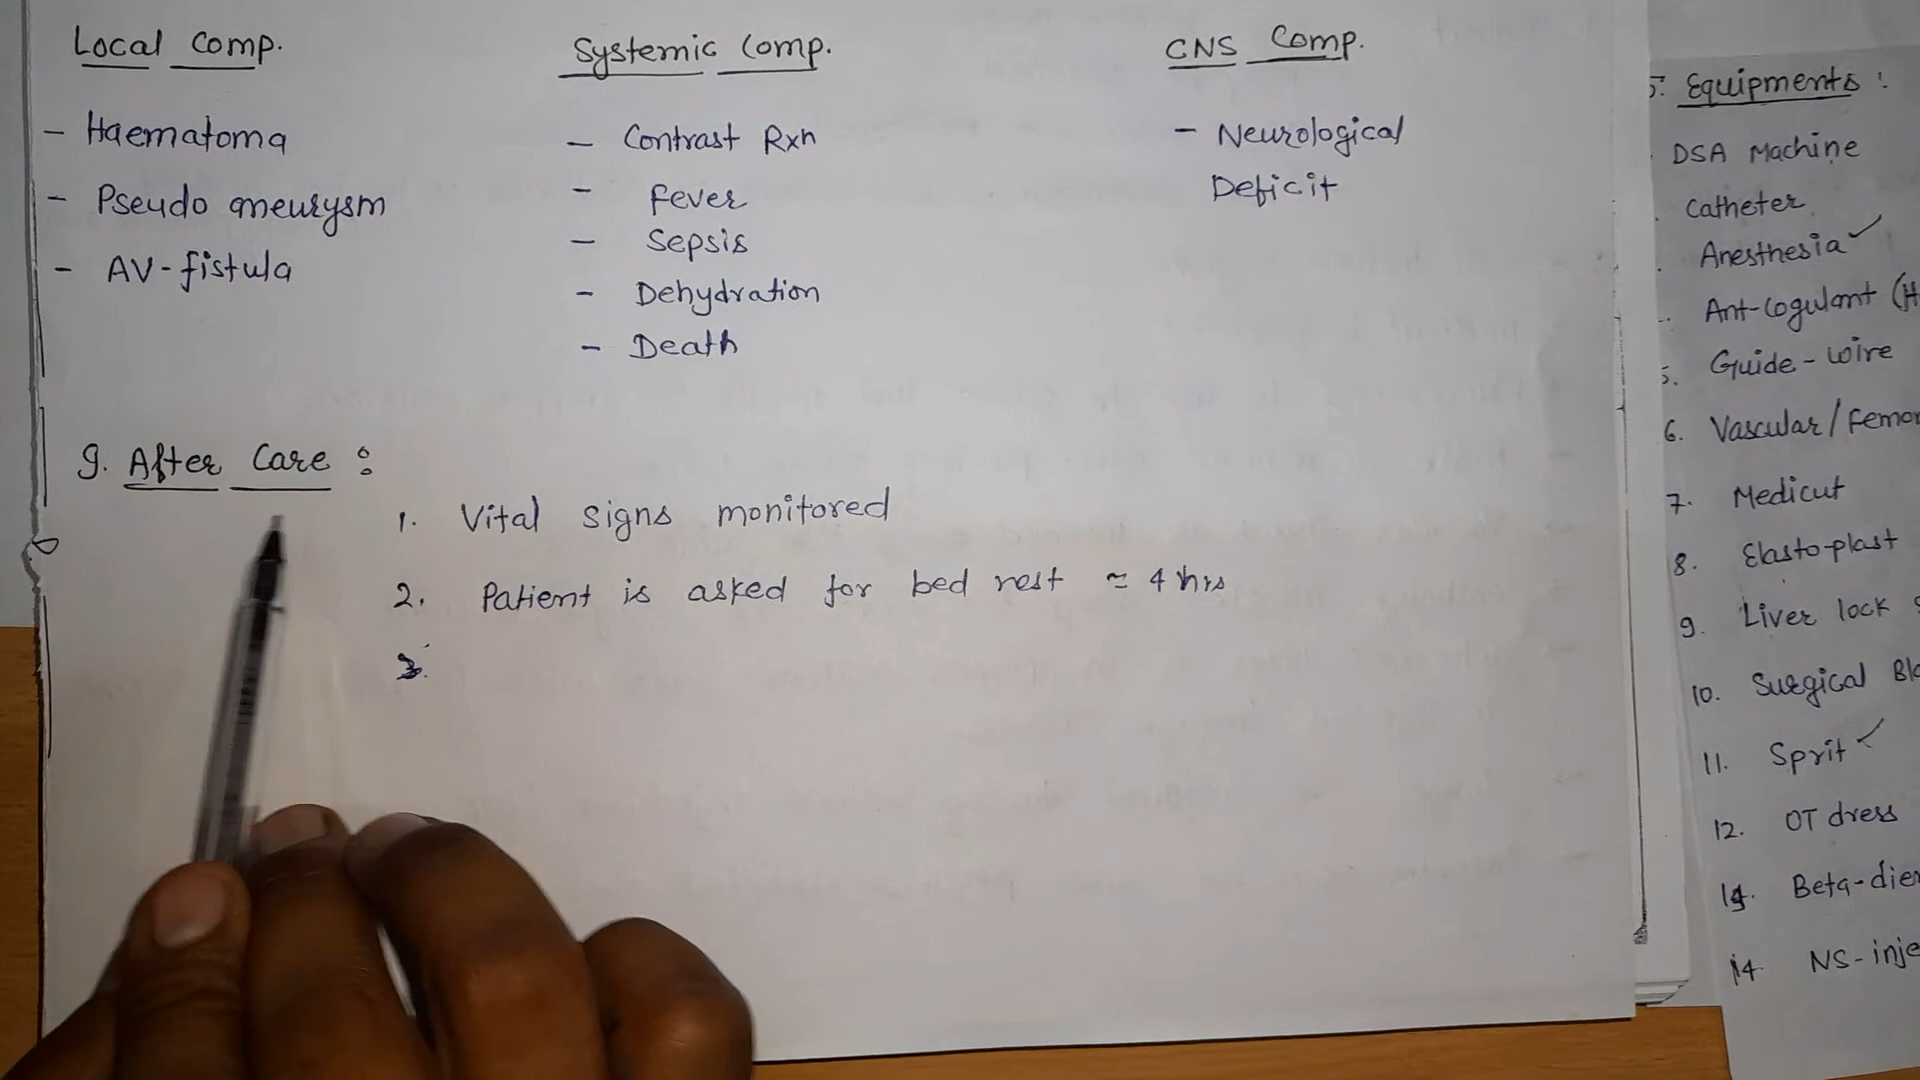 Local Comp.
- Haematoma
- Pseudo aneurysm
- AV-fistula
Systemic Comp.
- Contrast Rxn
- Fever
- Sepsis
- Dehydration
- Death
CNS Comp.
- Neurological
Deficit
9. After Care :
1. Vital signs monitored
2. Patient is asked for bed rest ≃ 4 hrs
3.
5. Equipments :
DSA Machine
Catheter
Anesthesia ✓
Ant-cogulant (H
5. Guide-wire
6. Vascular / Femor
7. Medicut
8. Elasto-plast
9. Liver lock
10. Surgical Bla
11. Sprit ✓
12. OT dress
Beta-dien
14. NS-inje